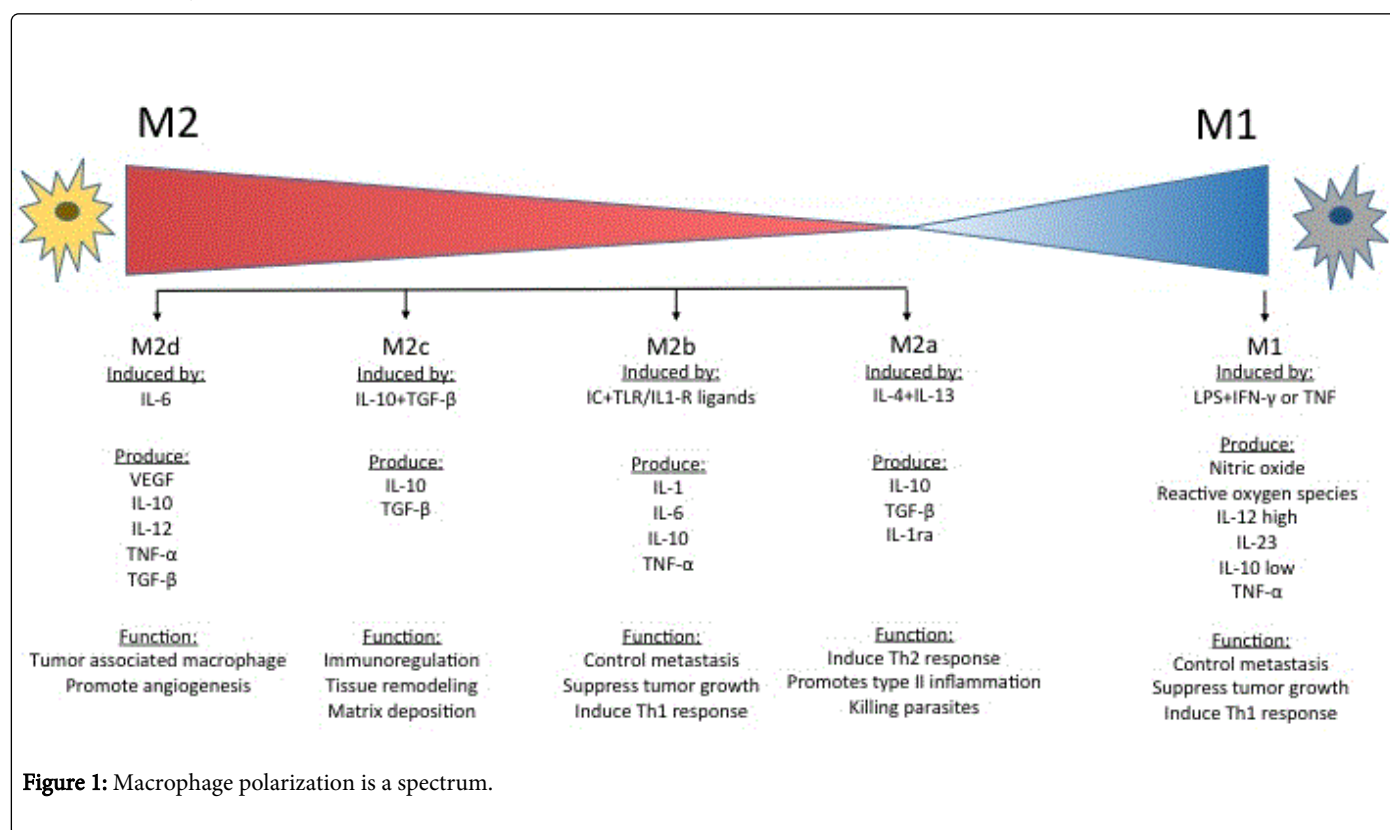 M2
M1
M2d
Induced by:
IL-6
Produce:
VEGF
IL-10
IL-12
TNF-α
TGF-β
Function:
Tumor associated macrophage
Promote angiogenesis
M2c
Induced by:
IL-10+TGF-β
Produce:
IL-10
TGF-β
Function:
Immunoregulation
Tissue remodeling
Matrix deposition
M2b
Induced by:
IC+TLR/IL1-R ligands
Produce:
IL-1
IL-6
IL-10
TNF-α
Function:
Control metastasis
Suppress tumor growth
Induce Th1 response
M2a
Induced by:
IL-4+IL-13
Produce:
IL-10
TGF-β
IL-1ra
Function:
Induce Th2 response
Promotes type II inflammation
Killing parasites
M1
Induced by:
LPS+IFN-γ or TNF
Produce:
Nitric oxide
Reactive oxygen species
IL-12 high
IL-23
IL-10 low
TNF-α
Function:
Control metastasis
Suppress tumor growth
Induce Th1 response
Figure 1: Macrophage polarization is a spectrum.